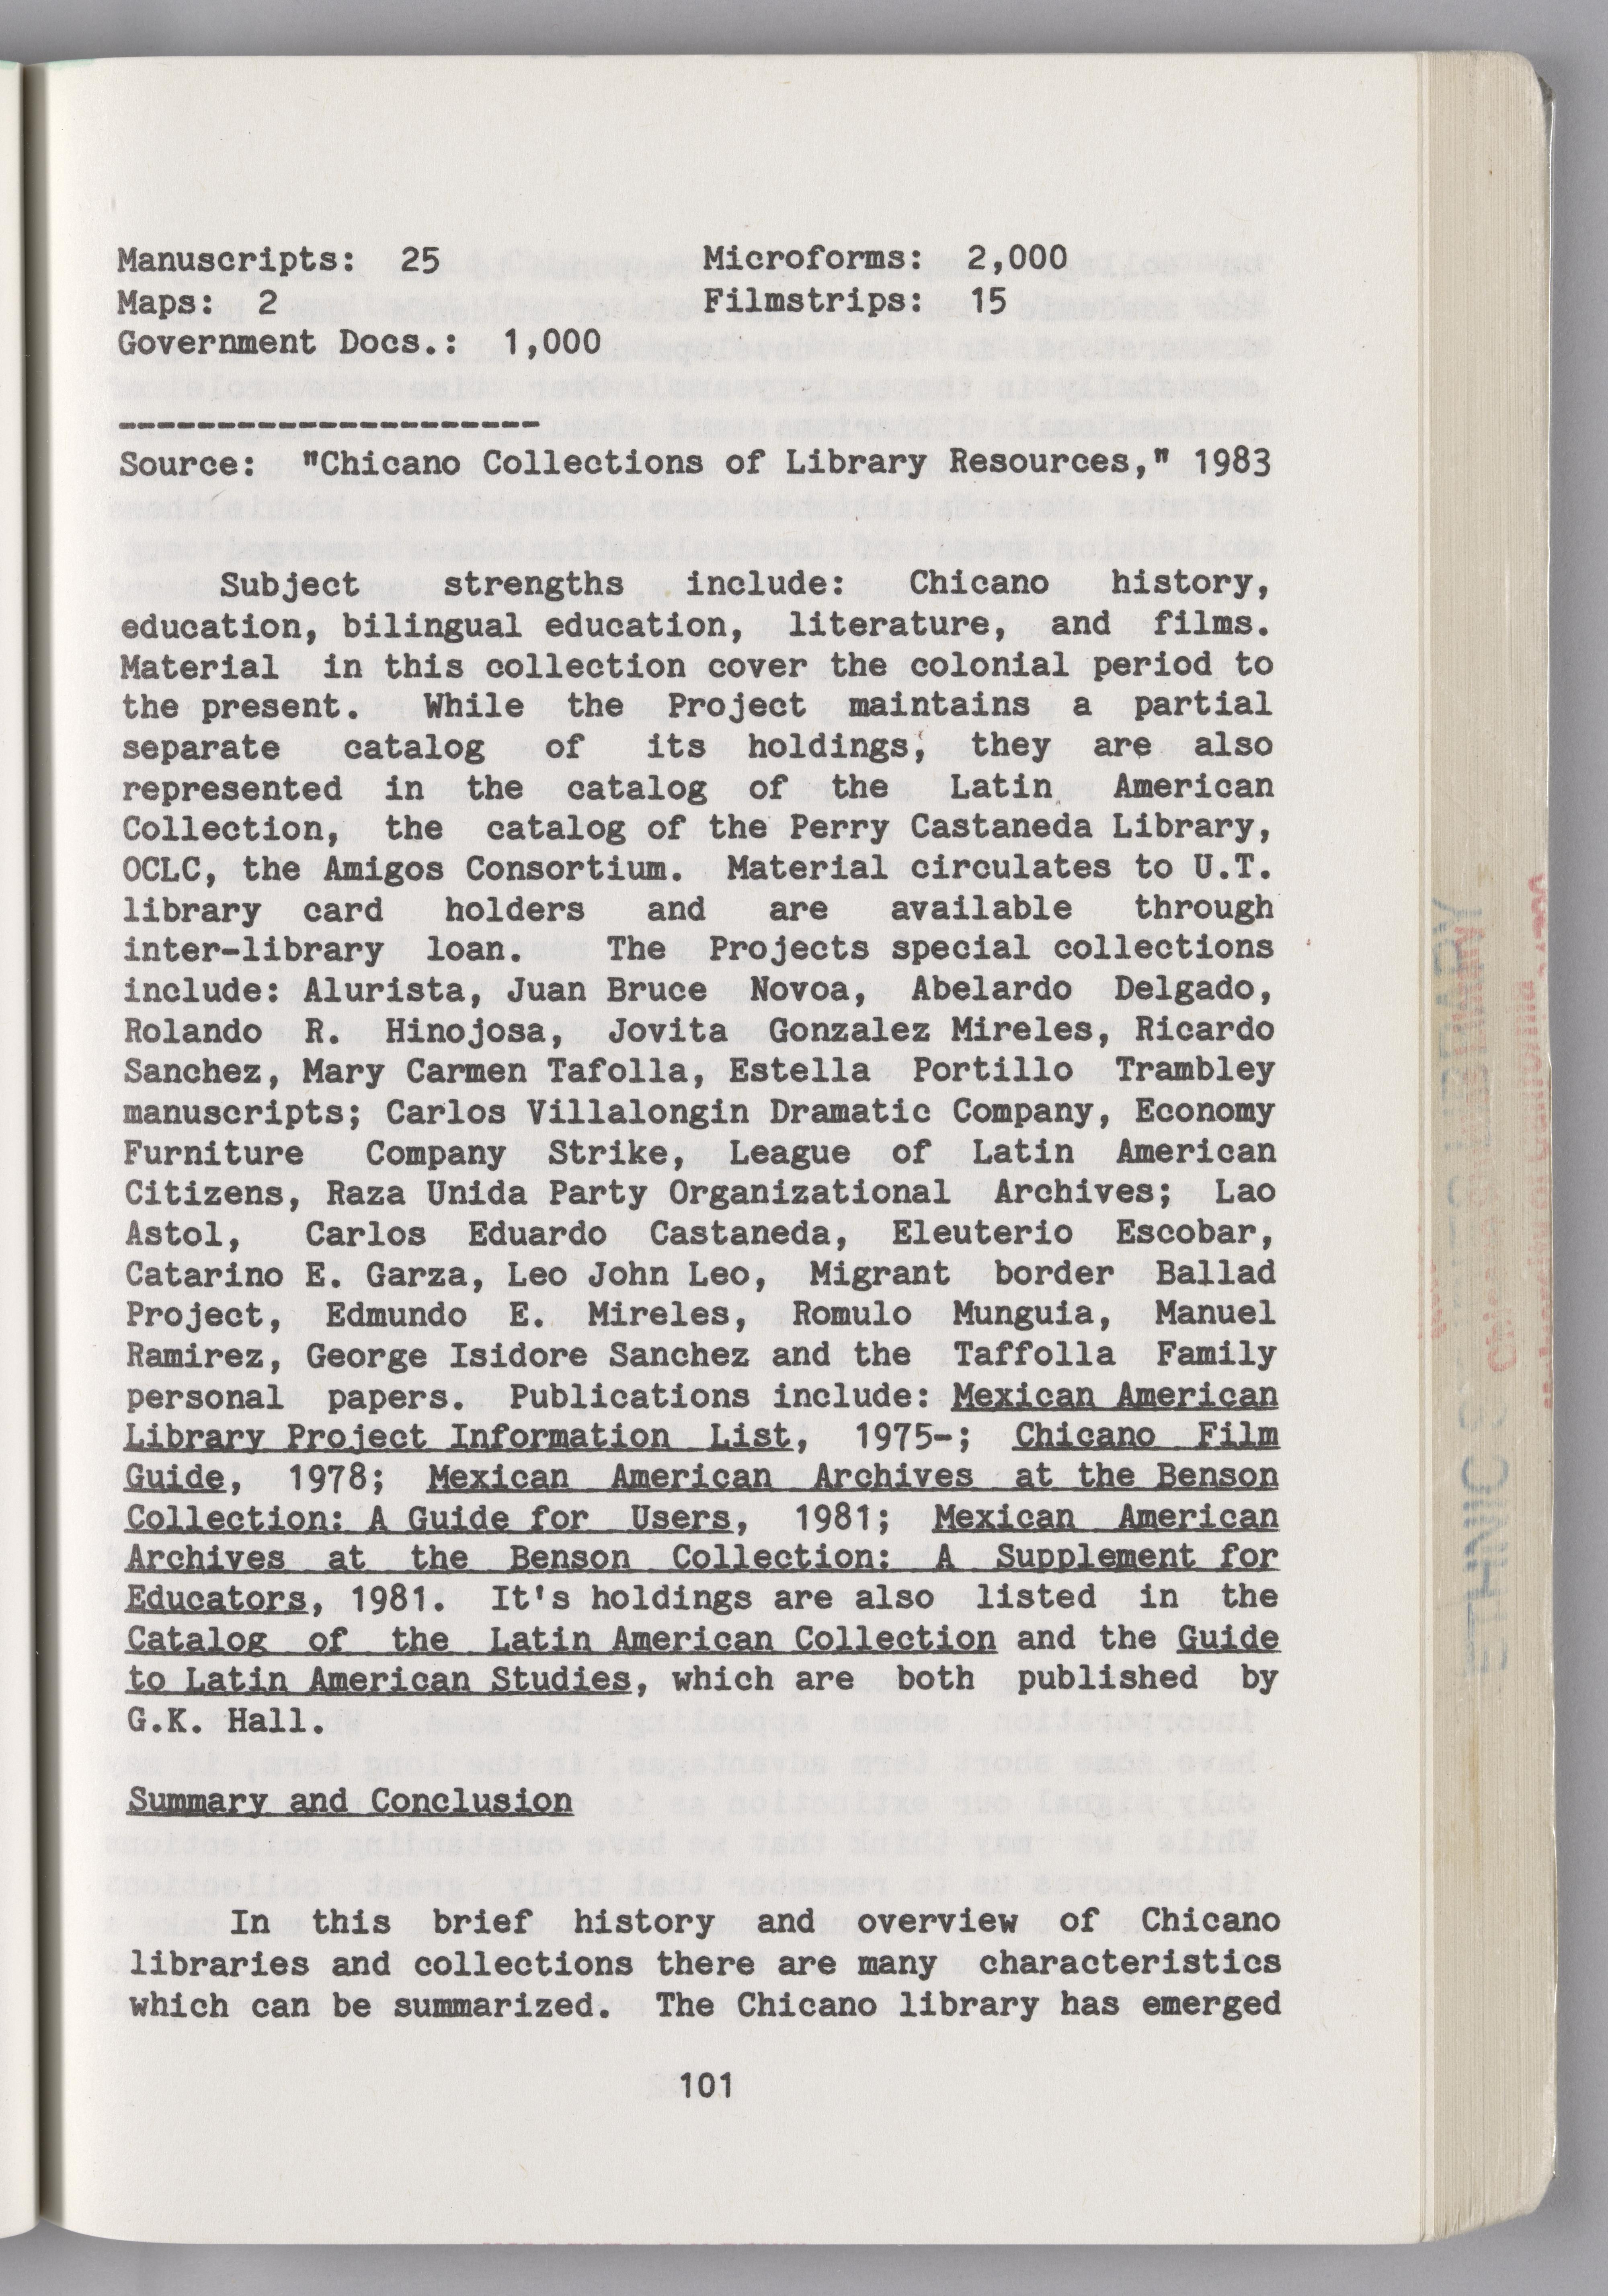 Manuscripts: 25 Microforms: 2,000
Maps: 2 Filmstrips: 15
Government Docs.: 1,000
----------------------
Source: "Chicano Collections of Library Resources," 1983
Subject strengths include: Chicano history,
education, bilingual education, literature, and films.
Material in this collection cover the colonial period to
the present. While the Project maintains a partial
separate catalog of its holdings, they are also
represented in the catalog of the Latin American
Collection, the catalog of the Perry Castaneda Library,
OCLC, the Amigos Consortium. Material circulates to U.T.
library card holders and are available through
inter-library loan. The Projects special collections
include: Alurista, Juan Bruce Novoa, Abelardo Delgado,
Rolando R. Hinojosa, Jovita Gonzalez Mireles, Ricardo
Sanchez, Mary Carmen Tafolla, Estella Portillo Trambley
manuscripts; Carlos Villalongin Dramatic Company, Economy
Furniture Company Strike, League of Latin American
Citizens, Raza Unida Party Organizational Archives; Lao
Astol, Carlos Eduardo Castaneda, Eleuterio Escobar,
Catarino E. Garza, Leo John Leo, Migrant border Ballad
Project, Edmundo E. Mireles, Romulo Munguia, Manuel
Ramirez, George Isidore Sanchez and the Taffolla Family
personal papers. Publications include: Mexican American
Library Project Information List, 1975-; Chicano Film
Guide, 1978; Mexican American Archives at the Benson
Collection: A Guide for Users, 1981; Mexican American
Archives at the Benson Collection: A Supplement for
Educators, 1981. It's holdings are also listed in the
Catalog of the Latin American Collection and the Guide
to Latin American Studies, which are both published by
G.K. Hall.
Summary and Conclusion
In this brief history and overview of Chicano
libraries and collections there are many characteristics
which can be summarized. The Chicano library has emerged
101
ETHNIC